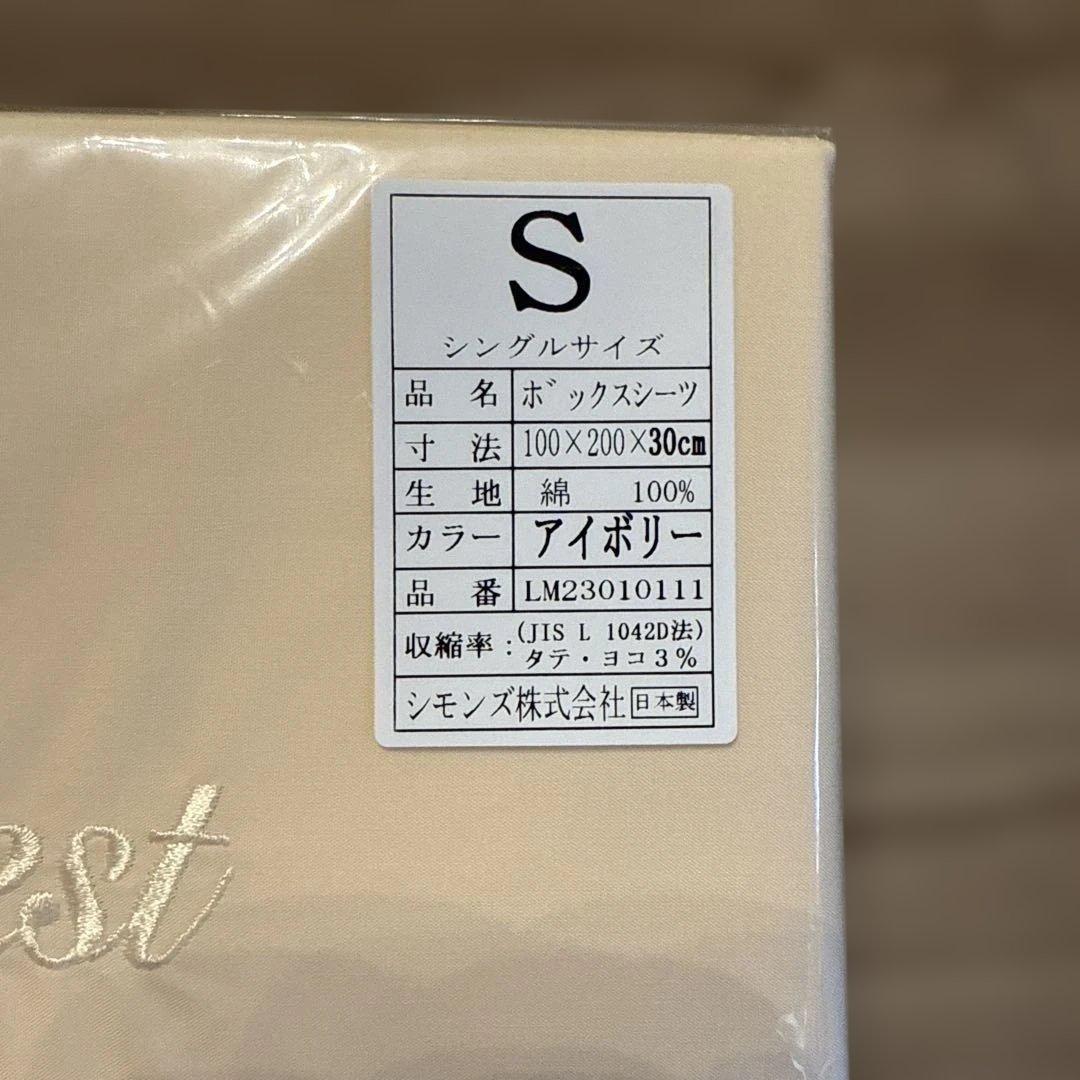 S
シングルサイズ
品名 ボックスシーツ
寸法 100×200×30cm
生地 綿 100%
カラー アイボリー
品番 LM23010111
収縮率：(JIS L 1042D法)
タテ・ヨコ3%
シモンズ株式会社 日本製
est